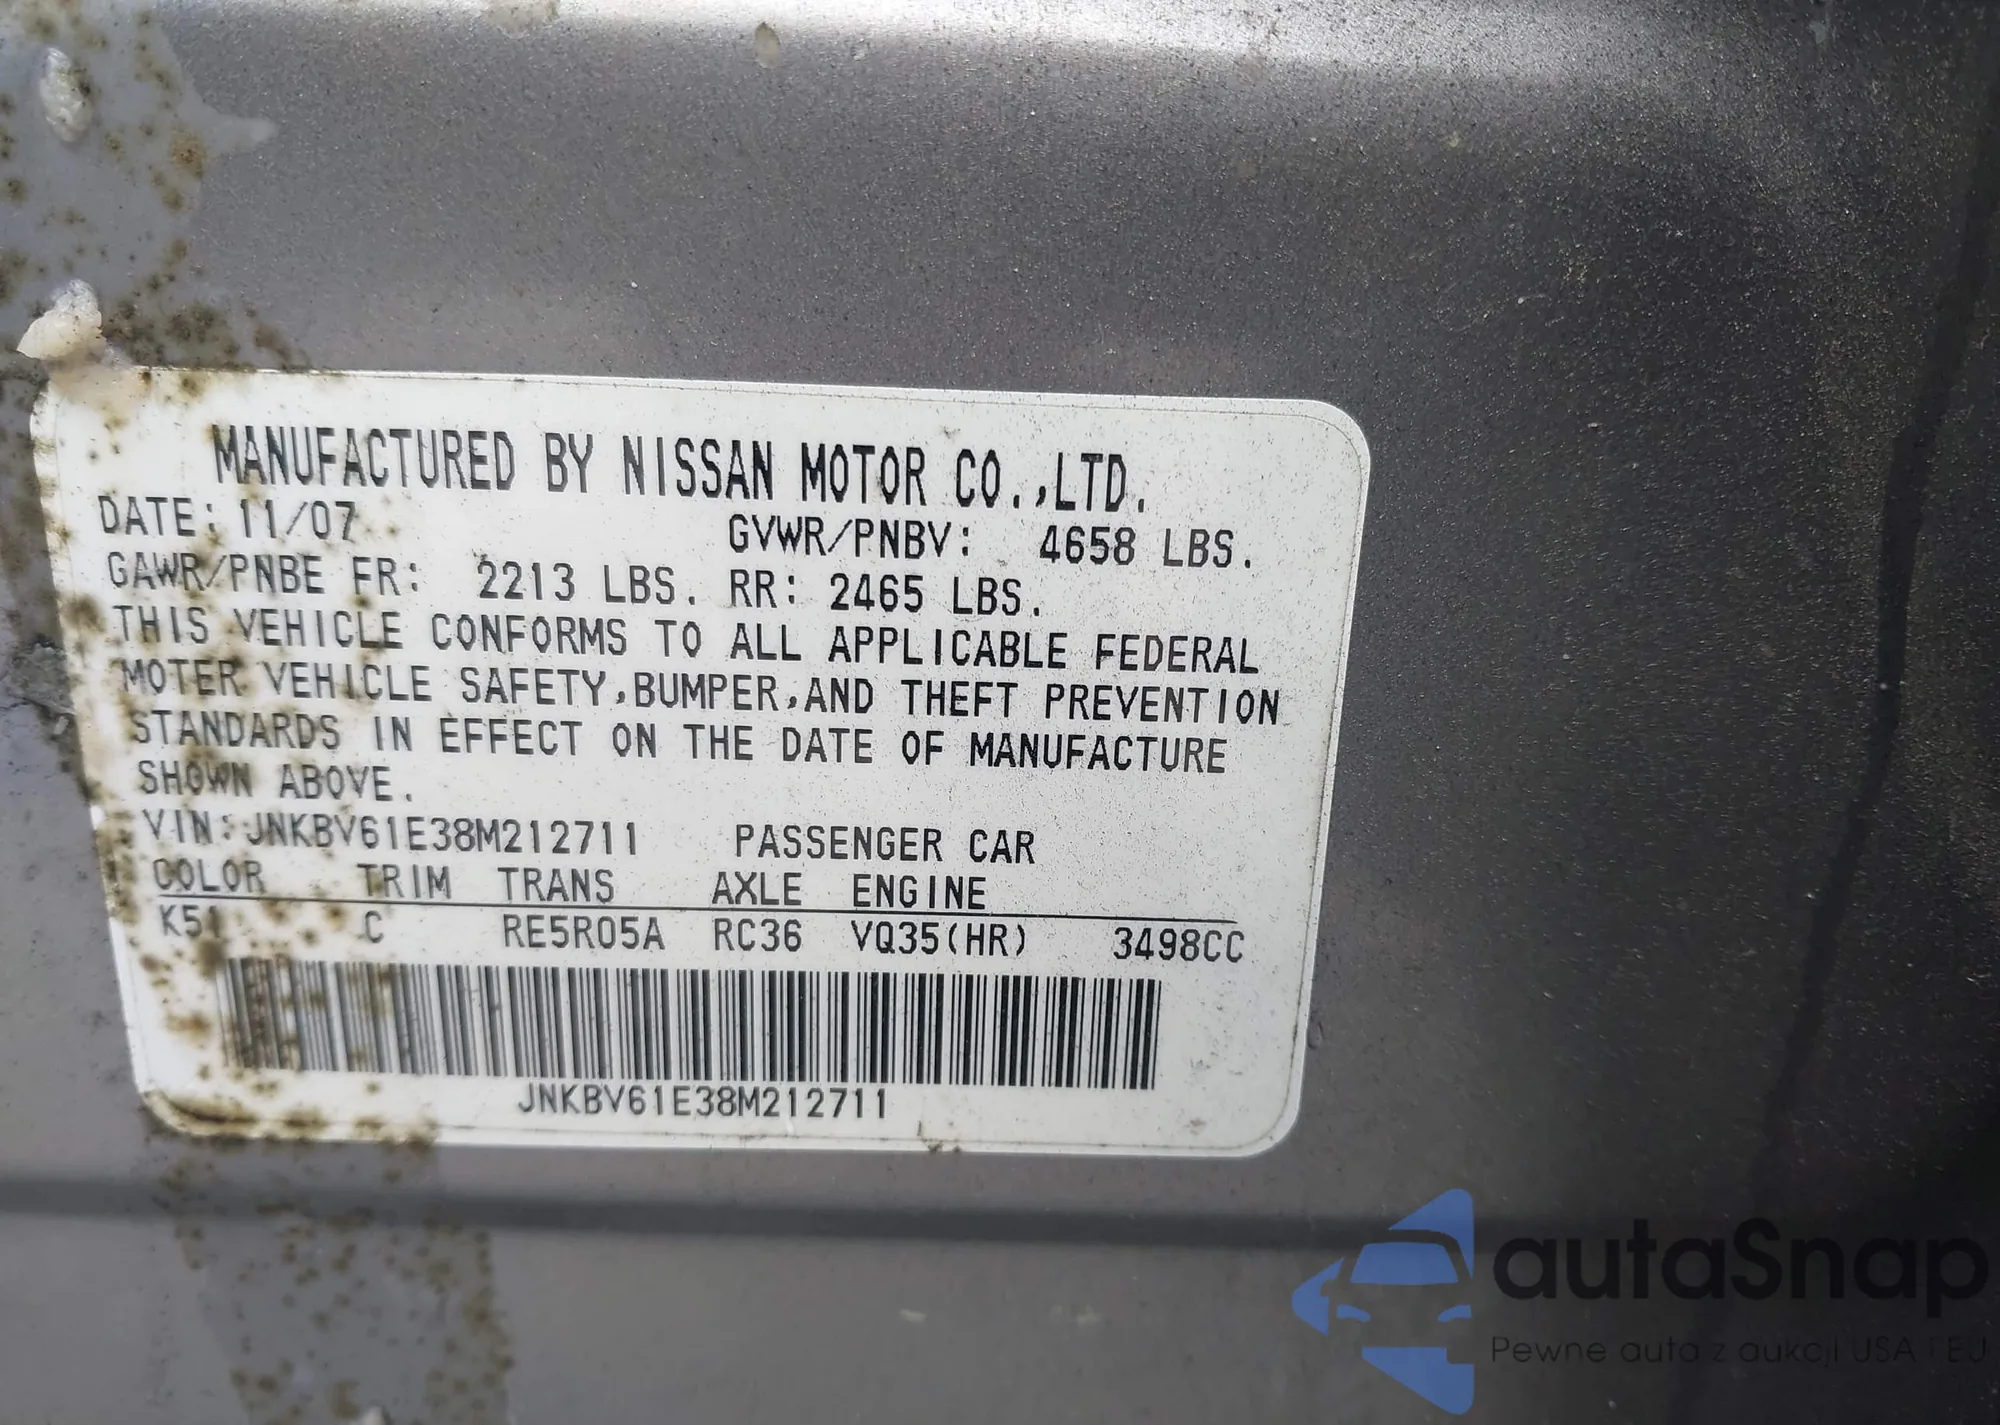 MANUFACTURED BY NISSAN MOTOR CO.,LTD.
DATE: 11/07 GVWR/PNBV: 4658 LBS.
GAWR/PNBE FR: 2213 LBS. RR: 2465 LBS.
THIS VEHICLE CONFORMS TO ALL APPLICABLE FEDERAL
MOTER VEHICLE SAFETY,BUMPER,AND THEFT PREVENTION
STANDARDS IN EFFECT ON THE DATE OF MANUFACTURE
SHOWN ABOVE.
VIN:JNKBV61E38M212711 PASSENGER CAR
COLOR TRIM TRANS AXLE ENGINE
K51 C RE5R05A RC36 VQ35(HR) 3498CC
JNKBV61E38M212711
autaSnap
Pewne auta z aukcji USA i EU